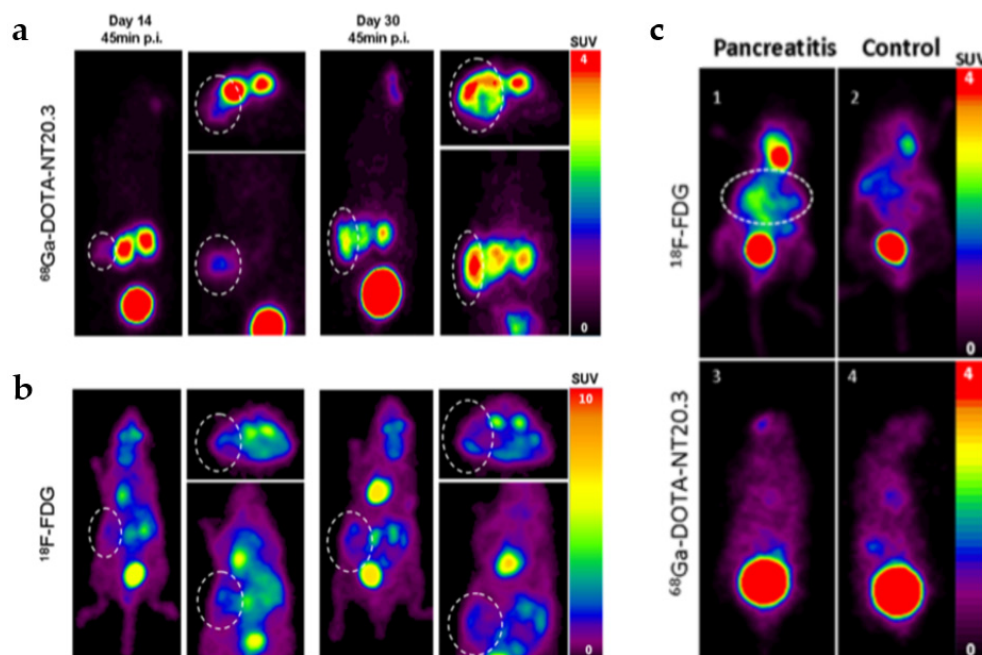 a
Day 14
45min p.i.
Day 30
45min p.i.
SUV
4
0
⁶⁸Ga-DOTA-NT20.3
b
SUV
10
0
¹⁸F-FDG
c
Pancreatitis
Control
SUV
1
2
4
0
¹⁸F-FDG
3
4
4
0
⁶⁸Ga-DOTA-NT20.3